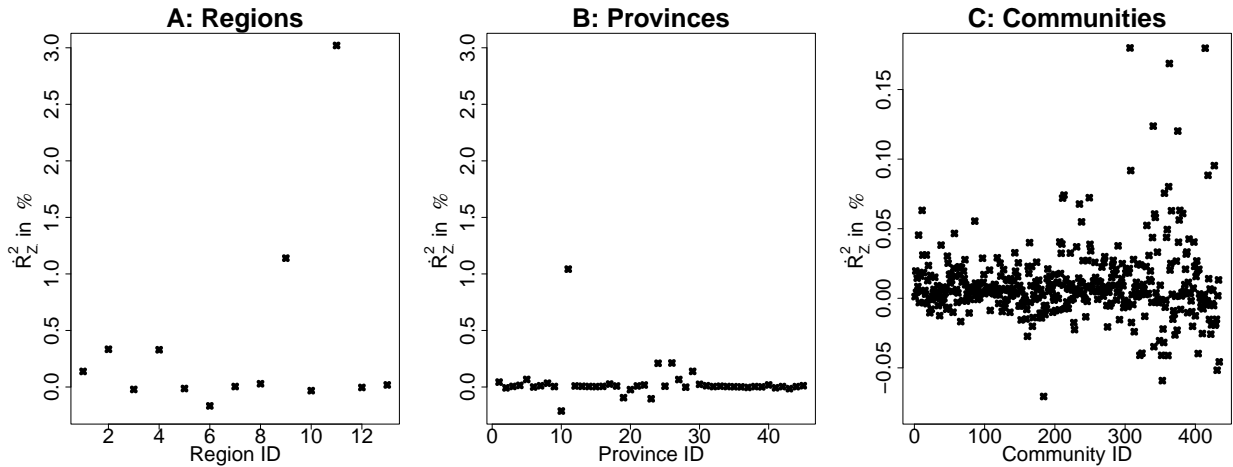 A: Regions
3.0
2.5
2.0
1.5
1.0
0.5
0.0
Ṙ²_Z in %
2 4 6 8 10 12
Region ID
B: Provinces
3.0
2.5
2.0
1.5
1.0
0.5
0.0
Ṙ²_Z in %
0 10 20 30 40
Province ID
C: Communities
0.15
0.10
0.05
0.00
−0.05
Ṙ²_Z in %
0 100 200 300 400
Community ID